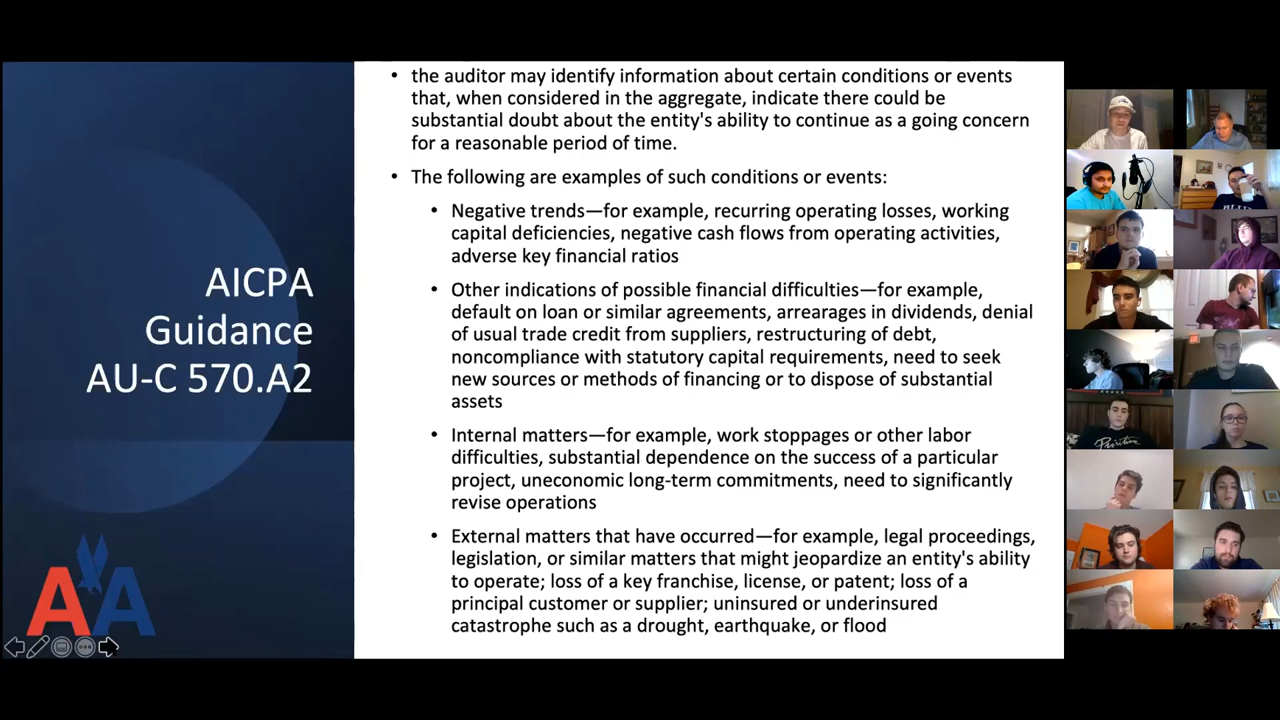 AICPA
Guidance
AU-C 570.A2
AA
• the auditor may identify information about certain conditions or events
that, when considered in the aggregate, indicate there could be
substantial doubt about the entity's ability to continue as a going concern
for a reasonable period of time.
• The following are examples of such conditions or events:
• Negative trends—for example, recurring operating losses, working
capital deficiencies, negative cash flows from operating activities,
adverse key financial ratios
• Other indications of possible financial difficulties—for example,
default on loan or similar agreements, arrearages in dividends, denial
of usual trade credit from suppliers, restructuring of debt,
noncompliance with statutory capital requirements, need to seek
new sources or methods of financing or to dispose of substantial
assets
• Internal matters—for example, work stoppages or other labor
difficulties, substantial dependence on the success of a particular
project, uneconomic long-term commitments, need to significantly
revise operations
• External matters that have occurred—for example, legal proceedings,
legislation, or similar matters that might jeopardize an entity's ability
to operate; loss of a key franchise, license, or patent; loss of a
principal customer or supplier; uninsured or underinsured
catastrophe such as a drought, earthquake, or flood
Primitive